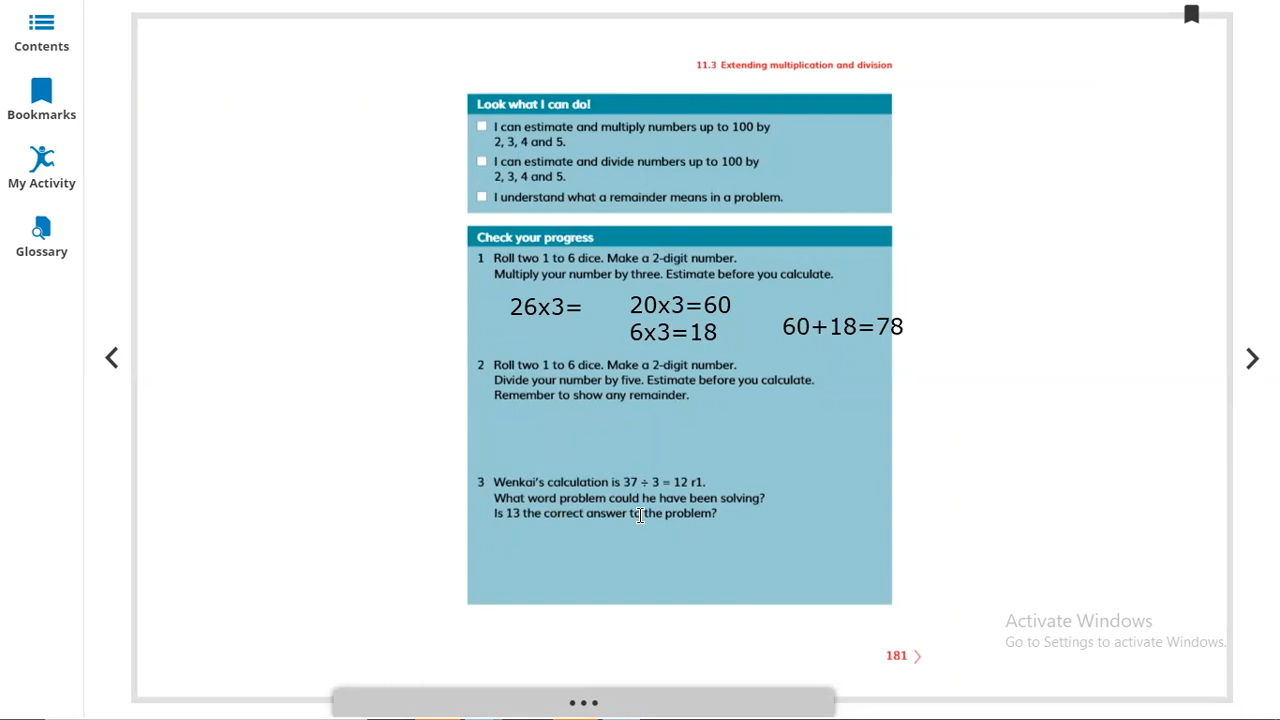 Contents
Bookmarks
My Activity
Glossary
11.3 Extending multiplication and division
Look what I can do!
I can estimate and multiply numbers up to 100 by
2, 3, 4 and 5.
I can estimate and divide numbers up to 100 by
2, 3, 4 and 5.
I understand what a remainder means in a problem.
Check your progress
1 Roll two 1 to 6 dice. Make a 2-digit number.
Multiply your number by three. Estimate before you calculate.
26x3=
20x3=60
6x3=18
60+18=78
2 Roll two 1 to 6 dice. Make a 2-digit number.
Divide your number by five. Estimate before you calculate.
Remember to show any remainder.
3 Wenkai's calculation is 37 ÷ 3 = 12 r1.
What word problem could he have been solving?
Is 13 the correct answer to the problem?
Activate Windows
Go to Settings to activate Windows.
181